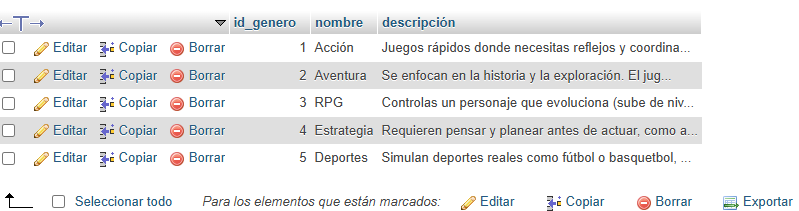 id_genero nombre descripción
Editar Copiar Borrar 1 Acción Juegos rápidos donde necesitas reflejos y coordina...
Editar Copiar Borrar 2 Aventura Se enfocan en la historia y la exploración. El jug...
Editar Copiar Borrar 3 RPG Controlas un personaje que evoluciona (sube de niv...
Editar Copiar Borrar 4 Estrategia Requieren pensar y planear antes de actuar, como a...
Editar Copiar Borrar 5 Deportes Simulan deportes reales como fútbol o basquetbol, ...
Seleccionar todo Para los elementos que están marcados: Editar Copiar Borrar Exportar